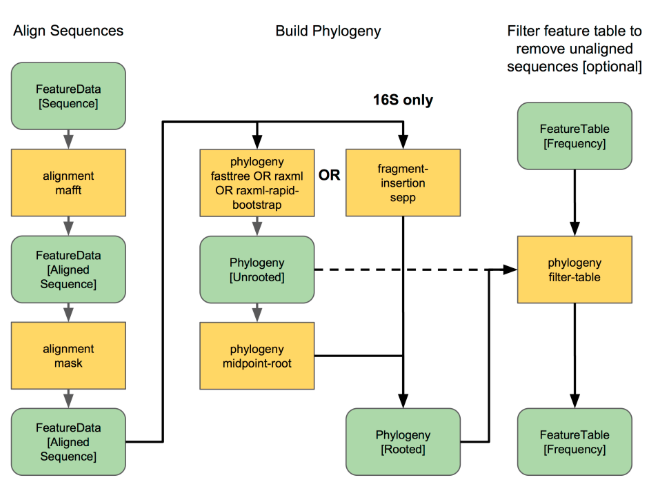 Align Sequences
FeatureData
[Sequence]
alignment
mafft
FeatureData
[Aligned
Sequence]
alignment
mask
FeatureData
[Aligned
Sequence]
Build Phylogeny
16S only
phylogeny
fasttree OR raxml
OR raxml-rapid-
bootstrap
OR
fragment-
insertion
sepp
Phylogeny
[Unrooted]
phylogeny
midpoint-root
Phylogeny
[Rooted]
Filter feature table to
remove unaligned
sequences [optional]
FeatureTable
[Frequency]
phylogeny
filter-table
FeatureTable
[Frequency]